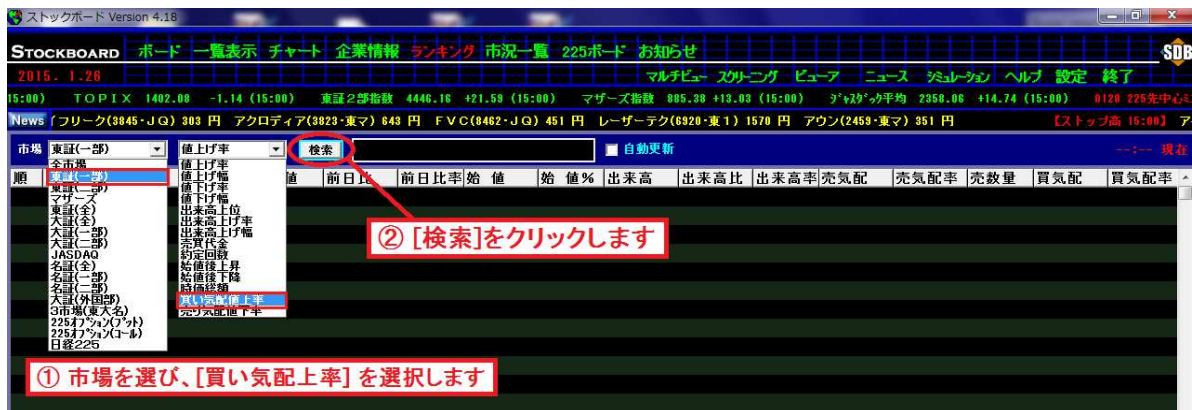 ストックボード Version 4.18
STOCKBOARD ボード 一覧表示 チャート 企業情報 ランキング 市況一覧 225ボード お知らせ SDB
2015. 1.26 マルチビュー スクリーニング ビューア ニュース シミュレーション ヘルプ 設定 終了
15:00) TOPIX 1402.08 -1.14 (15:00) 東証2部指数 4446.16 +21.59 (15:00) マザーズ指数 885.38 +13.03 (15:00) ジャスダック平均 2358.06 +14.74 (15:00) 0120 225先中心ミ
News フリーク(3845・JQ) 303 円 アクロディア(3823・東マ) 643 円 FVC(8462・JQ) 451 円 レーザーテク(6920・東1) 1570 円 アウン(2459・東マ) 351 円 【ストップ高 15:00】 ア
市場 東証(一部) 値上げ率 検索 自動更新 --:-- 現在
順 値 前日比 前日比率 始 値 始 値% 出来高 出来高比 出来高率 売気配 売気配率 売数量 買気配 買気配率
全市場
東証(一部)
東証(二部)
マザーズ
東証(全)
大証(全)
大証(一部)
大証(二部)
JASDAQ
名証(全)
名証(一部)
名証(二部)
大証(外国部)
3市場(東大名)
225オプション(プット)
225オプション(コール)
日経225
値上げ率
値上げ幅
値下げ率
値下げ幅
出来高上位
出来高上げ率
出来高上げ幅
売買代金
約定回数
始値後上昇
始値後下降
時価総額
買い気配値上率
売り気配値下率
② [検索]をクリックします
① 市場を選び、[買い気配上率] を選択します